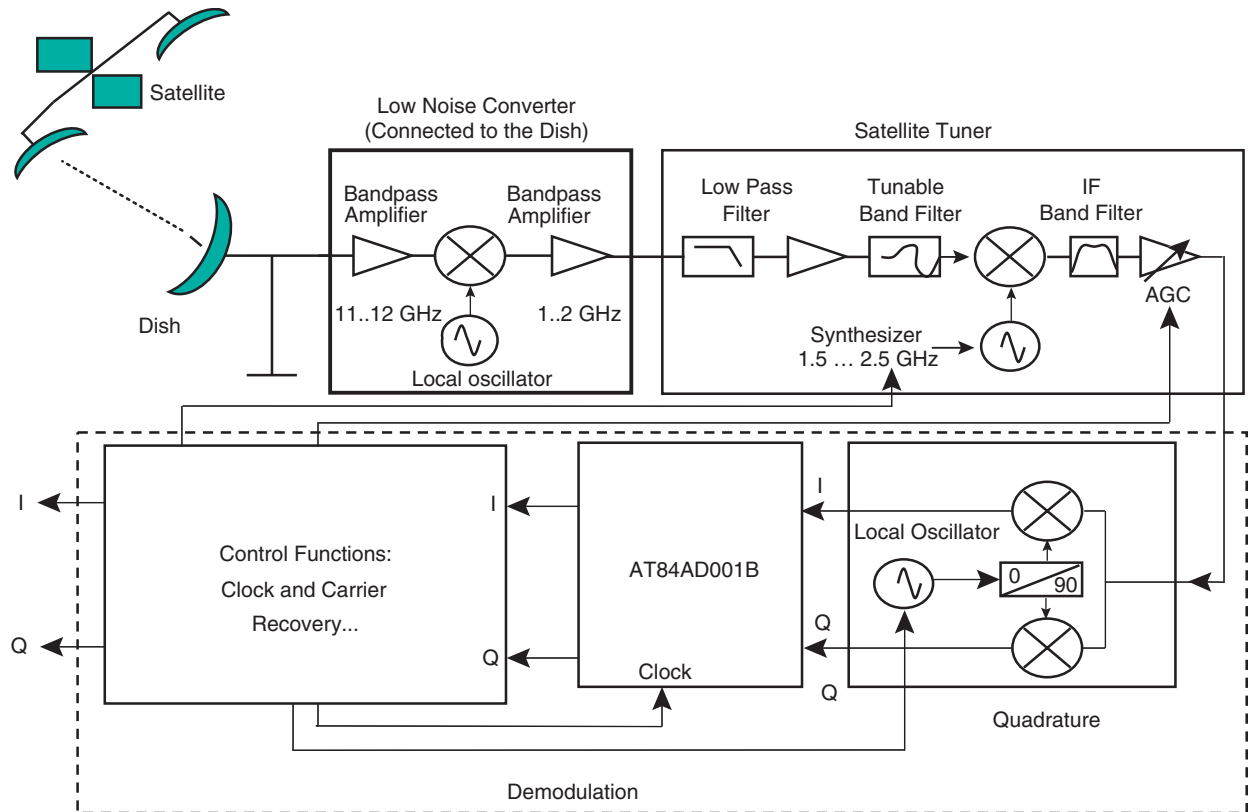 Satellite
Low Noise Converter
(Connected to the Dish)
Satellite Tuner
Bandpass
Amplifier
Bandpass
Amplifier
Low Pass
Filter
Tunable
Band Filter
IF
Band Filter
Dish
11..12 GHz
1..2 GHz
Local oscillator
Synthesizer
1.5 ... 2.5 GHz
AGC
I
Control Functions:
Clock and Carrier
Recovery...
Q
I
Q
AT84AD001B
Clock
I
Q
Q
Local Oscillator
0
90
Quadrature
Demodulation